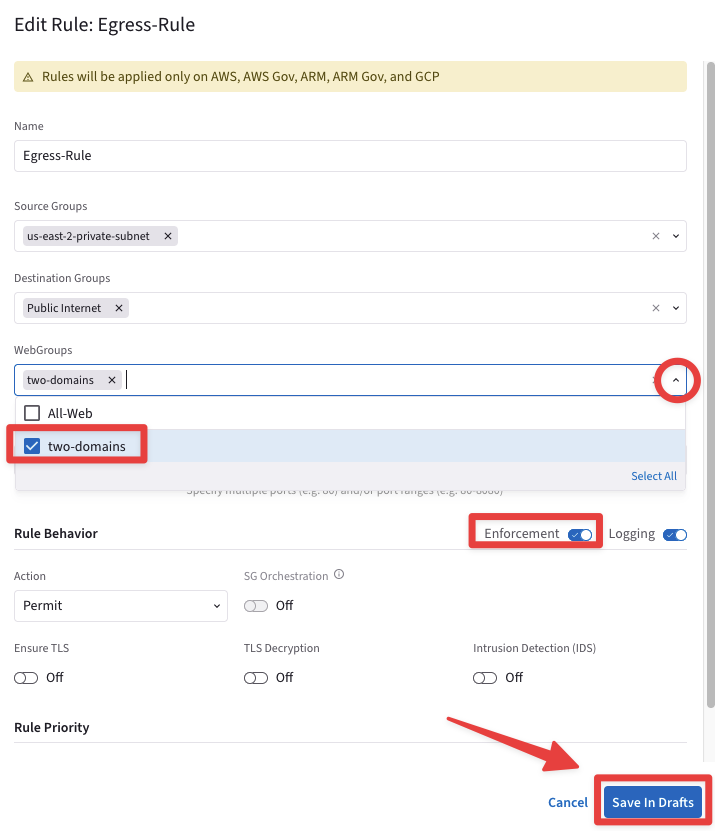 Edit Rule: Egress-Rule
Rules will be applied only on AWS, AWS Gov, ARM, ARM Gov, and GCP
Name
Egress-Rule
Source Groups
us-east-2-private-subnet
Destination Groups
Public Internet
WebGroups
two-domains
All-Web
two-domains
Select All
Specify multiple ports (e.g. 80) and/or port ranges (e.g. 80-8080)
Rule Behavior Enforcement Logging
Action SG Orchestration
Permit Off
Ensure TLS TLS Decryption Intrusion Detection (IDS)
Off Off Off
Rule Priority
Cancel Save In Drafts